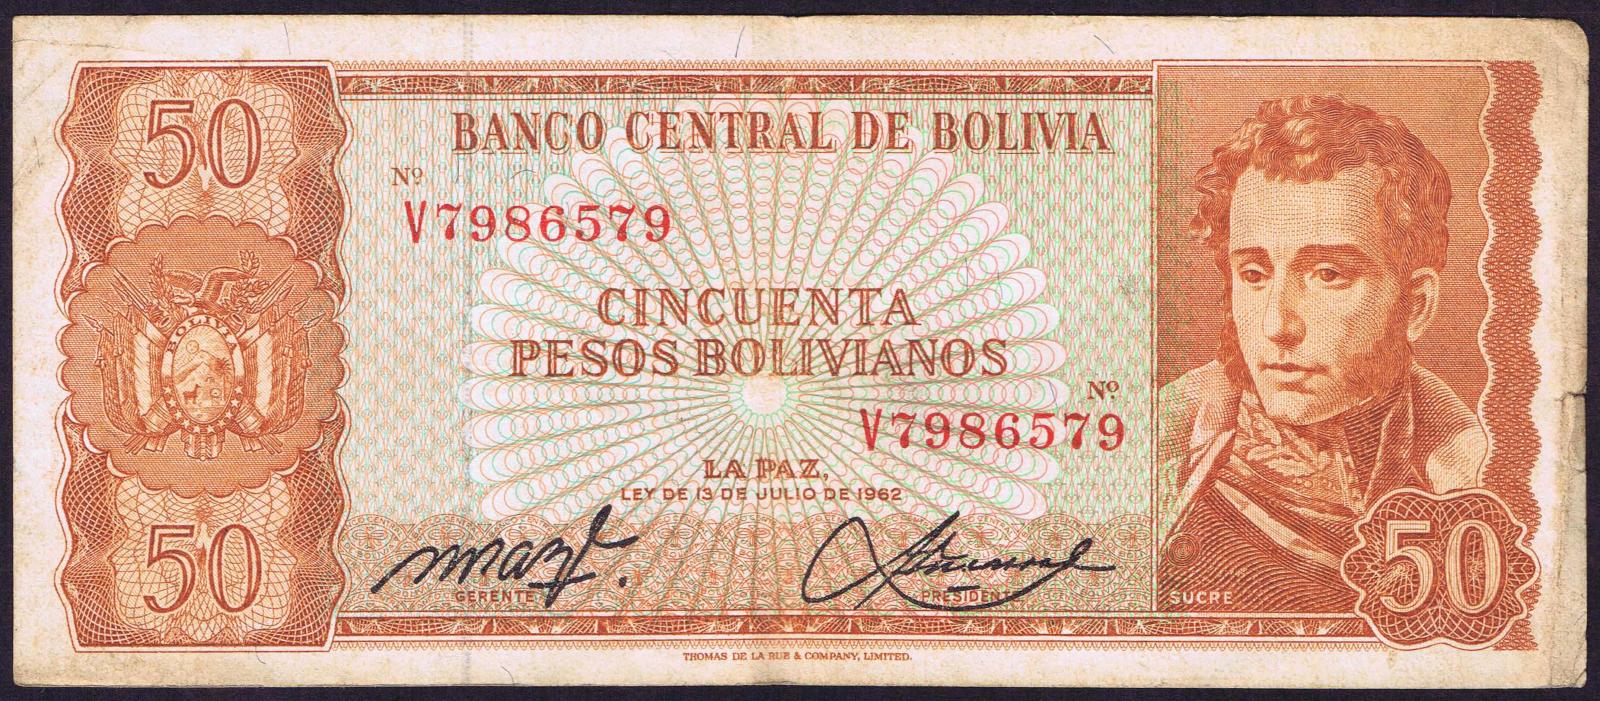 50
BANCO CENTRAL DE BOLIVIA
Nº
V7986579
BOLIVIA
CINCUENTA
PESOS BOLIVIANOS
Nº
V7986579
LA PAZ,
LEY DE 13 DE JULIO DE 1962
50
GERENTE
PRESIDENTE
SUCRE
50
THOMAS DE LA RUE & COMPANY, LIMITED.